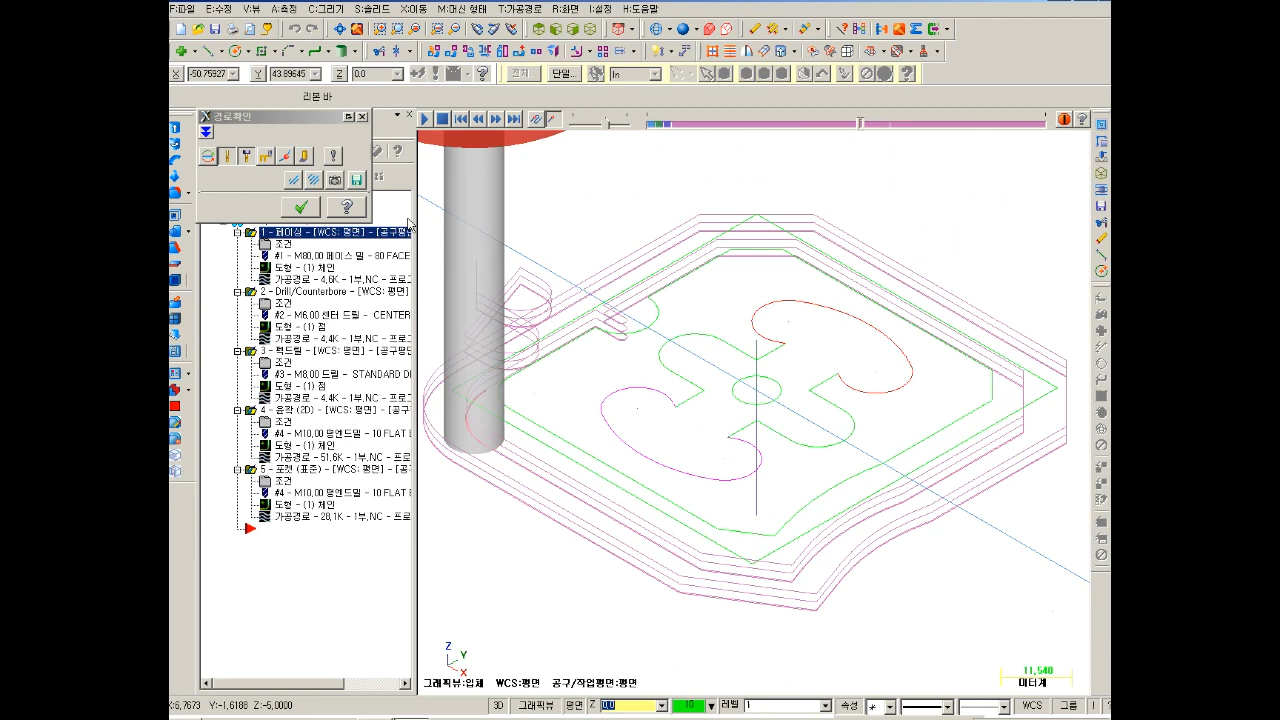 F:파일 E:수정 V:뷰 A:측정 C:그리기 S:솔리드 X:이동 M:머신 형태 T:가공경로 R:화면 I:설정 H:도움말
X -50.75927 Y 43.89645 Z 0.0 전체... 단일... In
리본 바
경로확인
1 - 페이싱 - [WCS: 평면] - [공구평면
조건
#1 - M80.00 페이스 밀 - 80 FACE
도형 - (1) 체인
가공경로 - 4.6K - 1부.NC - 프로그
2 - Drill/Counterbore - [WCS: 평면]
조건
#2 - M6.00 센터 드릴 - CENTER
도형 - (1) 점
가공경로 - 4.4K - 1부.NC - 프로그
3 - 펙드릴 - [WCS: 평면] - [공구평면
조건
#3 - M8.00 드릴 - STANDARD D
도형 - (1) 점
가공경로 - 4.4K - 1부.NC - 프로그
4 - 윤곽 (2D) - [WCS: 평면] - [공구
조건
#4 - M10.00 평엔드밀 - 10 FLAT
도형 - (1) 체인
가공경로 - 51.6K - 1부.NC - 프로
5 - 포켓 (표준) - [WCS: 평면] - [공
조건
#4 - M10.00 평엔드밀 - 10 FLAT
도형 - (1) 체인
가공경로 - 28.1K - 1부.NC - 프로
Z
Y
X
그래픽뷰:입체 WCS:평면 공구/작업평면:평면
11.540
미터계
X:6.7673 Y:-1.6188 Z:-5.0000 3D 그래픽뷰 평면 Z 0.0 10 레벨 1 속성 WCS 그룹